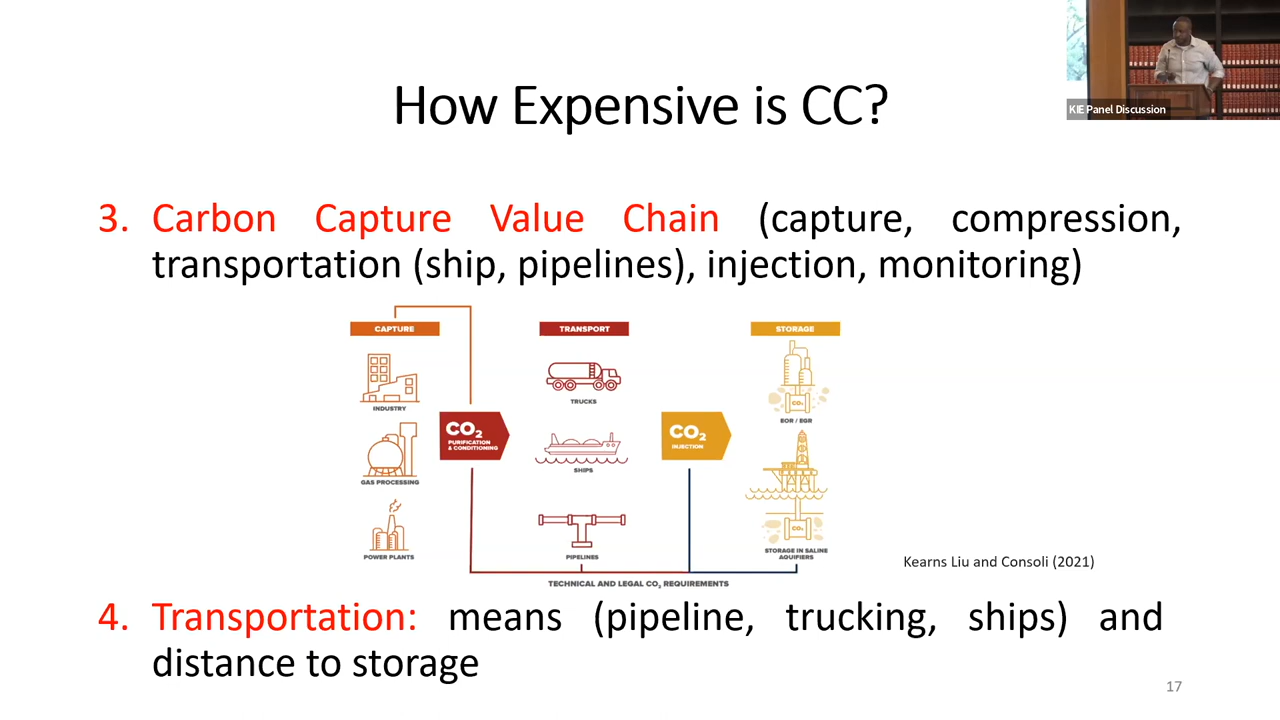 KIE Panel Discussion
How Expensive is CC?
3. Carbon Capture Value Chain (capture, compression,
transportation (ship, pipelines), injection, monitoring)
CAPTURE
TRANSPORT
STORAGE
INDUSTRY
TRUCKS
EOR / EGR
CO₂
PURIFICATION
& CONDITIONING
CO₂
INJECTION
CO₂
GAS PROCESSING
SHIPS
CO₂
POWER PLANTS
PIPELINES
STORAGE IN SALINE
AQUIFIERS
TECHNICAL AND LEGAL CO₂ REQUIREMENTS
Kearns Liu and Consoli (2021)
4. Transportation: means (pipeline, trucking, ships) and
distance to storage
17